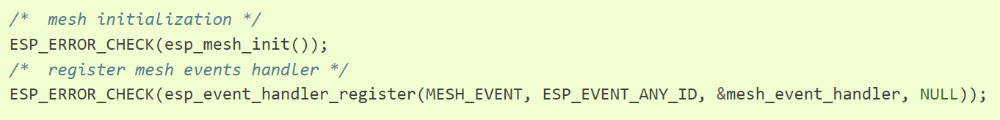 /*  mesh initialization */
ESP_ERROR_CHECK(esp_mesh_init());
/*  register mesh events handler */
ESP_ERROR_CHECK(esp_event_handler_register(MESH_EVENT, ESP_EVENT_ANY_ID, &mesh_event_handler, NULL));